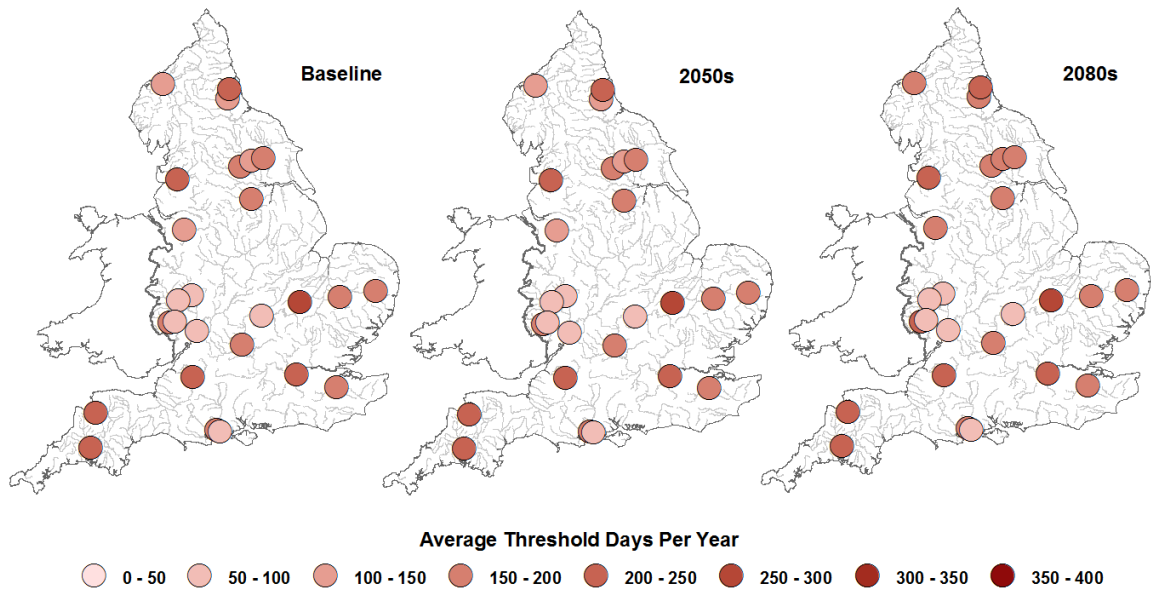 Baseline
2050s
2080s
Average Threshold Days Per Year
0 - 50 50 - 100 100 - 150 150 - 200 200 - 250 250 - 300 300 - 350 350 - 400